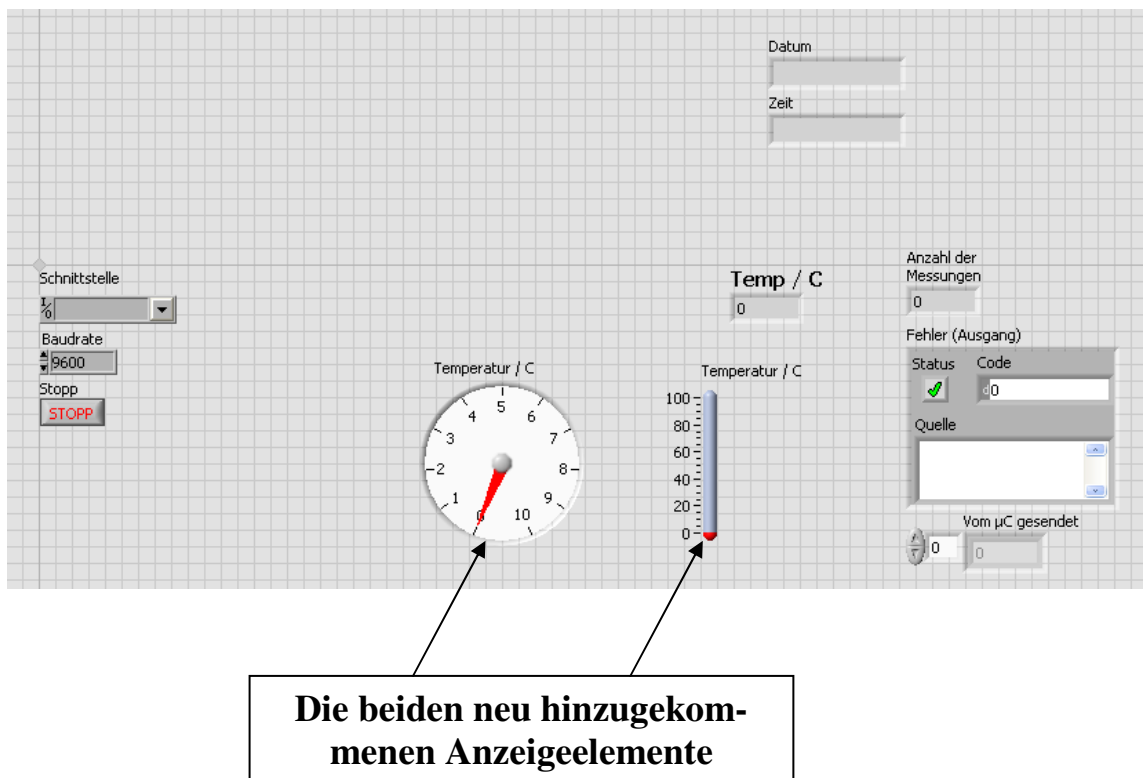 Datum
Zeit
Schnittstelle
I/O
Baudrate
9600
Stopp
STOPP
Temperatur / C
0
1
2
3
4
5
6
7
8
9
10
Temp / C
0
Temperatur / C
100
80
60
40
20
0
Anzahl der
Messungen
0
Fehler (Ausgang)
Status Code
d0
Quelle
Vom µC gesendet
0 0
Die beiden neu hinzugekom-
menen Anzeigeelemente